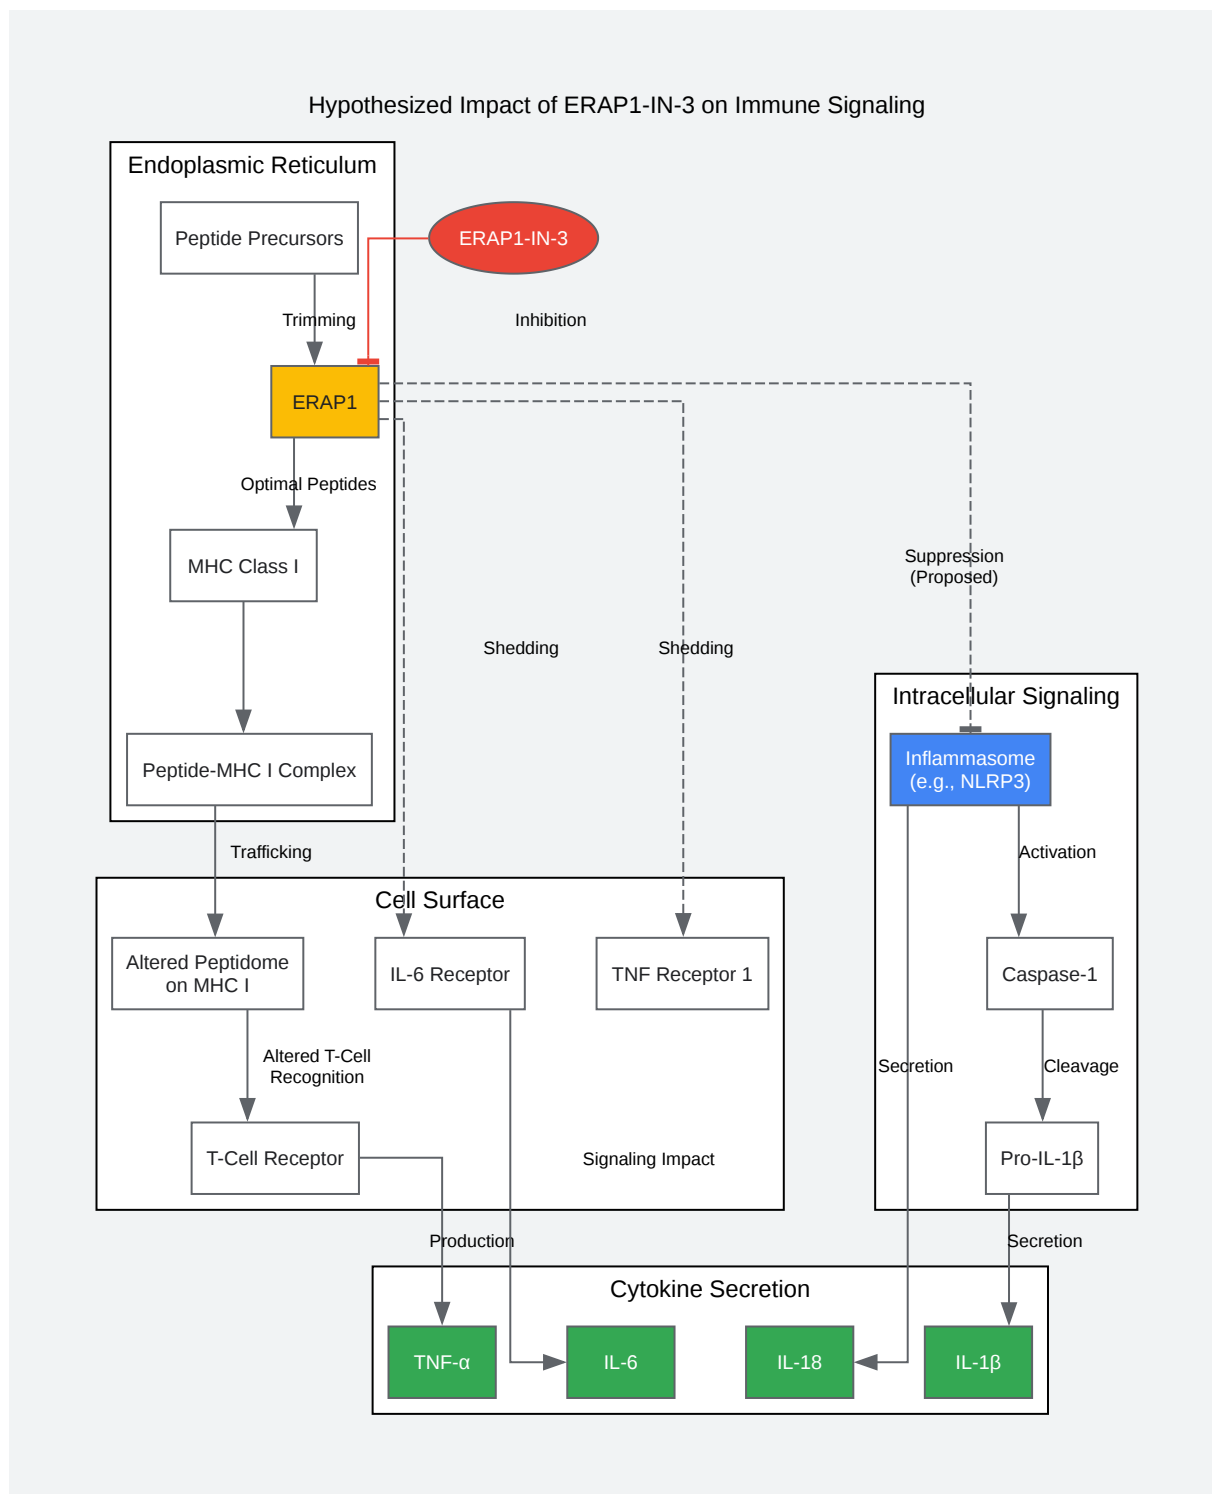 Hypothesized Impact of ERAP1-IN-3 on Immune Signaling
Endoplasmic Reticulum
Peptide Precursors
ERAP1-IN-3
Trimming
Inhibition
ERAP1
Optimal Peptides
MHC Class I
Suppression
(Proposed)
Shedding
Shedding
Intracellular Signaling
Peptide-MHC I Complex
Inflammasome
(e.g., NLRP3)
Trafficking
Activation
Cell Surface
Altered Peptidome
on MHC I
IL-6 Receptor
TNF Receptor 1
Caspase-1
Altered T-Cell
Recognition
Secretion
Cleavage
T-Cell Receptor
Signaling Impact
Pro-IL-1β
Production
Secretion
Cytokine Secretion
TNF-α
IL-6
IL-18
IL-1β